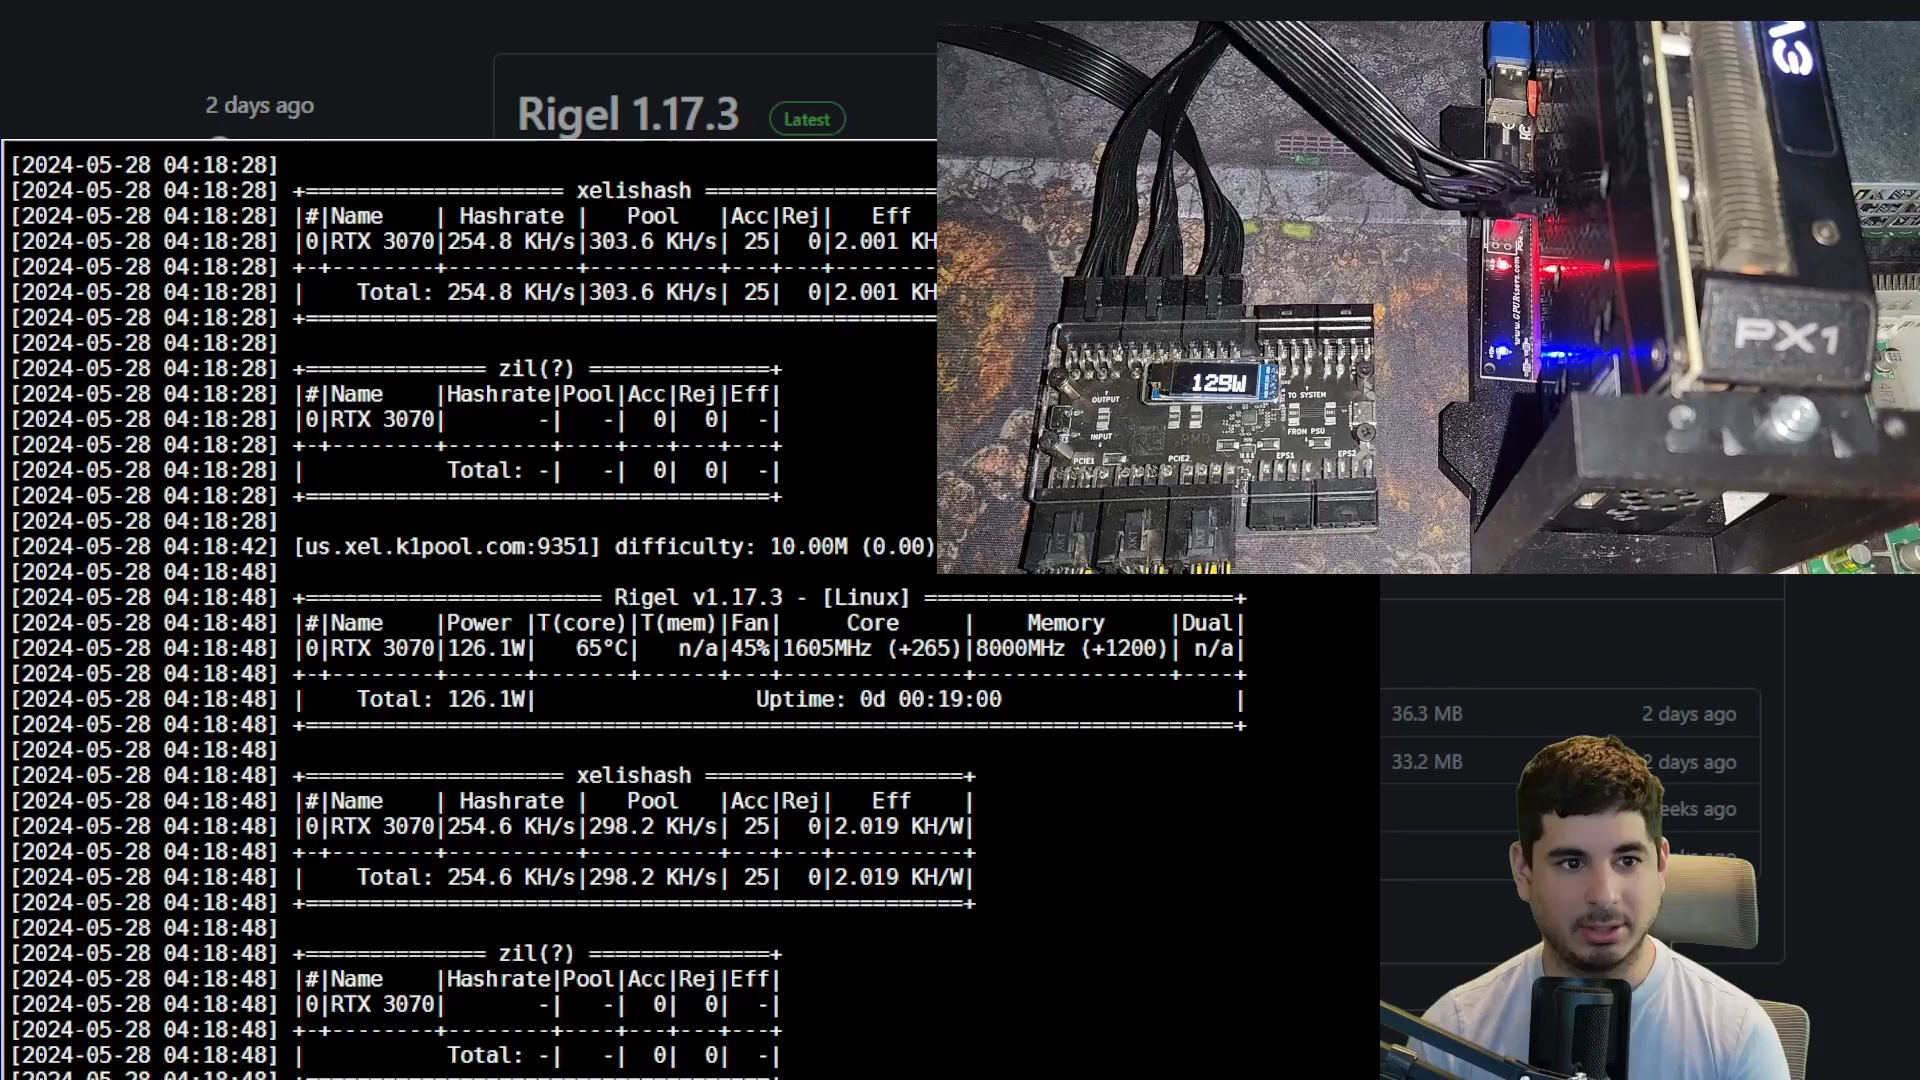 2 days ago
Rigel 1.17.3 Latest
[2024-05-28 04:18:28]
[2024-05-28 04:18:28] +==================== xelishash ==================
[2024-05-28 04:18:28] |#|Name    | Hashrate |   Pool   |Acc|Rej|   Eff
[2024-05-28 04:18:28] |0|RTX 3070|254.8 KH/s|303.6 KH/s| 25|  0|2.001 KH
[2024-05-28 04:18:28] +-+--------+----------+----------+---+---+---------
[2024-05-28 04:18:28] |    Total: 254.8 KH/s|303.6 KH/s| 25|  0|2.001 KH
[2024-05-28 04:18:28] +==================================================
[2024-05-28 04:18:28]
[2024-05-28 04:18:28] +============== zil(?) ==============+
[2024-05-28 04:18:28] |#|Name    |Hashrate|Pool|Acc|Rej|Eff|
[2024-05-28 04:18:28] |0|RTX 3070|       -|   -|  0|  0|  -|
[2024-05-28 04:18:28] +-+--------+--------+----+---+---+---+
[2024-05-28 04:18:28] |           Total: -|   -|  0|  0|  -|
[2024-05-28 04:18:28] +====================================+
[2024-05-28 04:18:28]
[2024-05-28 04:18:42] [us.xel.k1pool.com:9351] difficulty: 10.00M (0.00)
[2024-05-28 04:18:48]
[2024-05-28 04:18:48] +======================= Rigel v1.17.3 - [Linux] ========================+
[2024-05-28 04:18:48] |#|Name    |Power |T(core)|T(mem)|Fan|     Core     |    Memory     |Dual|
[2024-05-28 04:18:48] |0|RTX 3070|126.1W|   65°C|   n/a|45%|1605MHz (+265)|8000MHz (+1200)| n/a|
[2024-05-28 04:18:48] +-+--------+------+-------+------+---+--------------+---------------+----+
[2024-05-28 04:18:48] |    Total: 126.1W|                 Uptime: 0d 00:19:00                  |
[2024-05-28 04:18:48] +========================================================================+
[2024-05-28 04:18:48]
[2024-05-28 04:18:48] +==================== xelishash ====================+
[2024-05-28 04:18:48] |#|Name    | Hashrate |   Pool   |Acc|Rej|   Eff    |
[2024-05-28 04:18:48] |0|RTX 3070|254.6 KH/s|298.2 KH/s| 25|  0|2.019 KH/W|
[2024-05-28 04:18:48] +-+--------+----------+----------+---+---+----------+
[2024-05-28 04:18:48] |    Total: 254.6 KH/s|298.2 KH/s| 25|  0|2.019 KH/W|
[2024-05-28 04:18:48] +===================================================+
[2024-05-28 04:18:48]
[2024-05-28 04:18:48] +============== zil(?) ==============+
[2024-05-28 04:18:48] |#|Name    |Hashrate|Pool|Acc|Rej|Eff|
[2024-05-28 04:18:48] |0|RTX 3070|       -|   -|  0|  0|  -|
[2024-05-28 04:18:48] +-+--------+--------+----+---+---+---+
[2024-05-28 04:18:48] |           Total: -|   -|  0|  0|  -|
129W
OUTPUT
INPUT
TO SYSTEM
FROM PSU
PMD
PCIE1
PCIE2
EPS1
EPS2
www.GPURisers.com
PX1
36.3 MB 2 days ago
33.2 MB 2 days ago